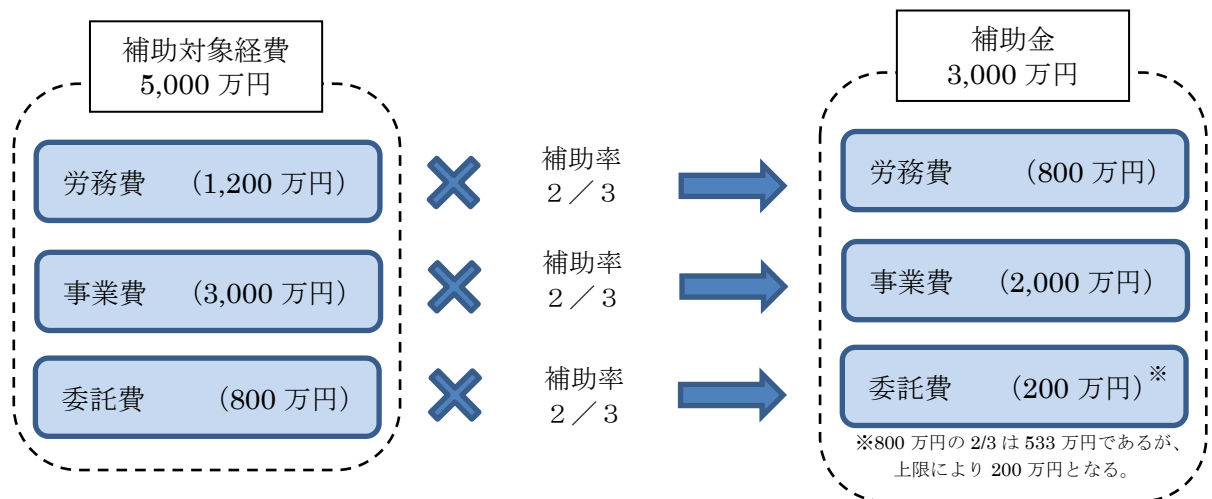 補助対象経費
5,000 万円
労務費 （1,200 万円）
事業費 （3,000 万円）
委託費 （800 万円）
補助率
２／３
補助率
２／３
補助率
２／３
補助金
3,000 万円
労務費 （800 万円）
事業費 （2,000 万円）
委託費 （200 万円）※
※800 万円の 2/3 は 533 万円であるが、
上限により 200 万円となる。